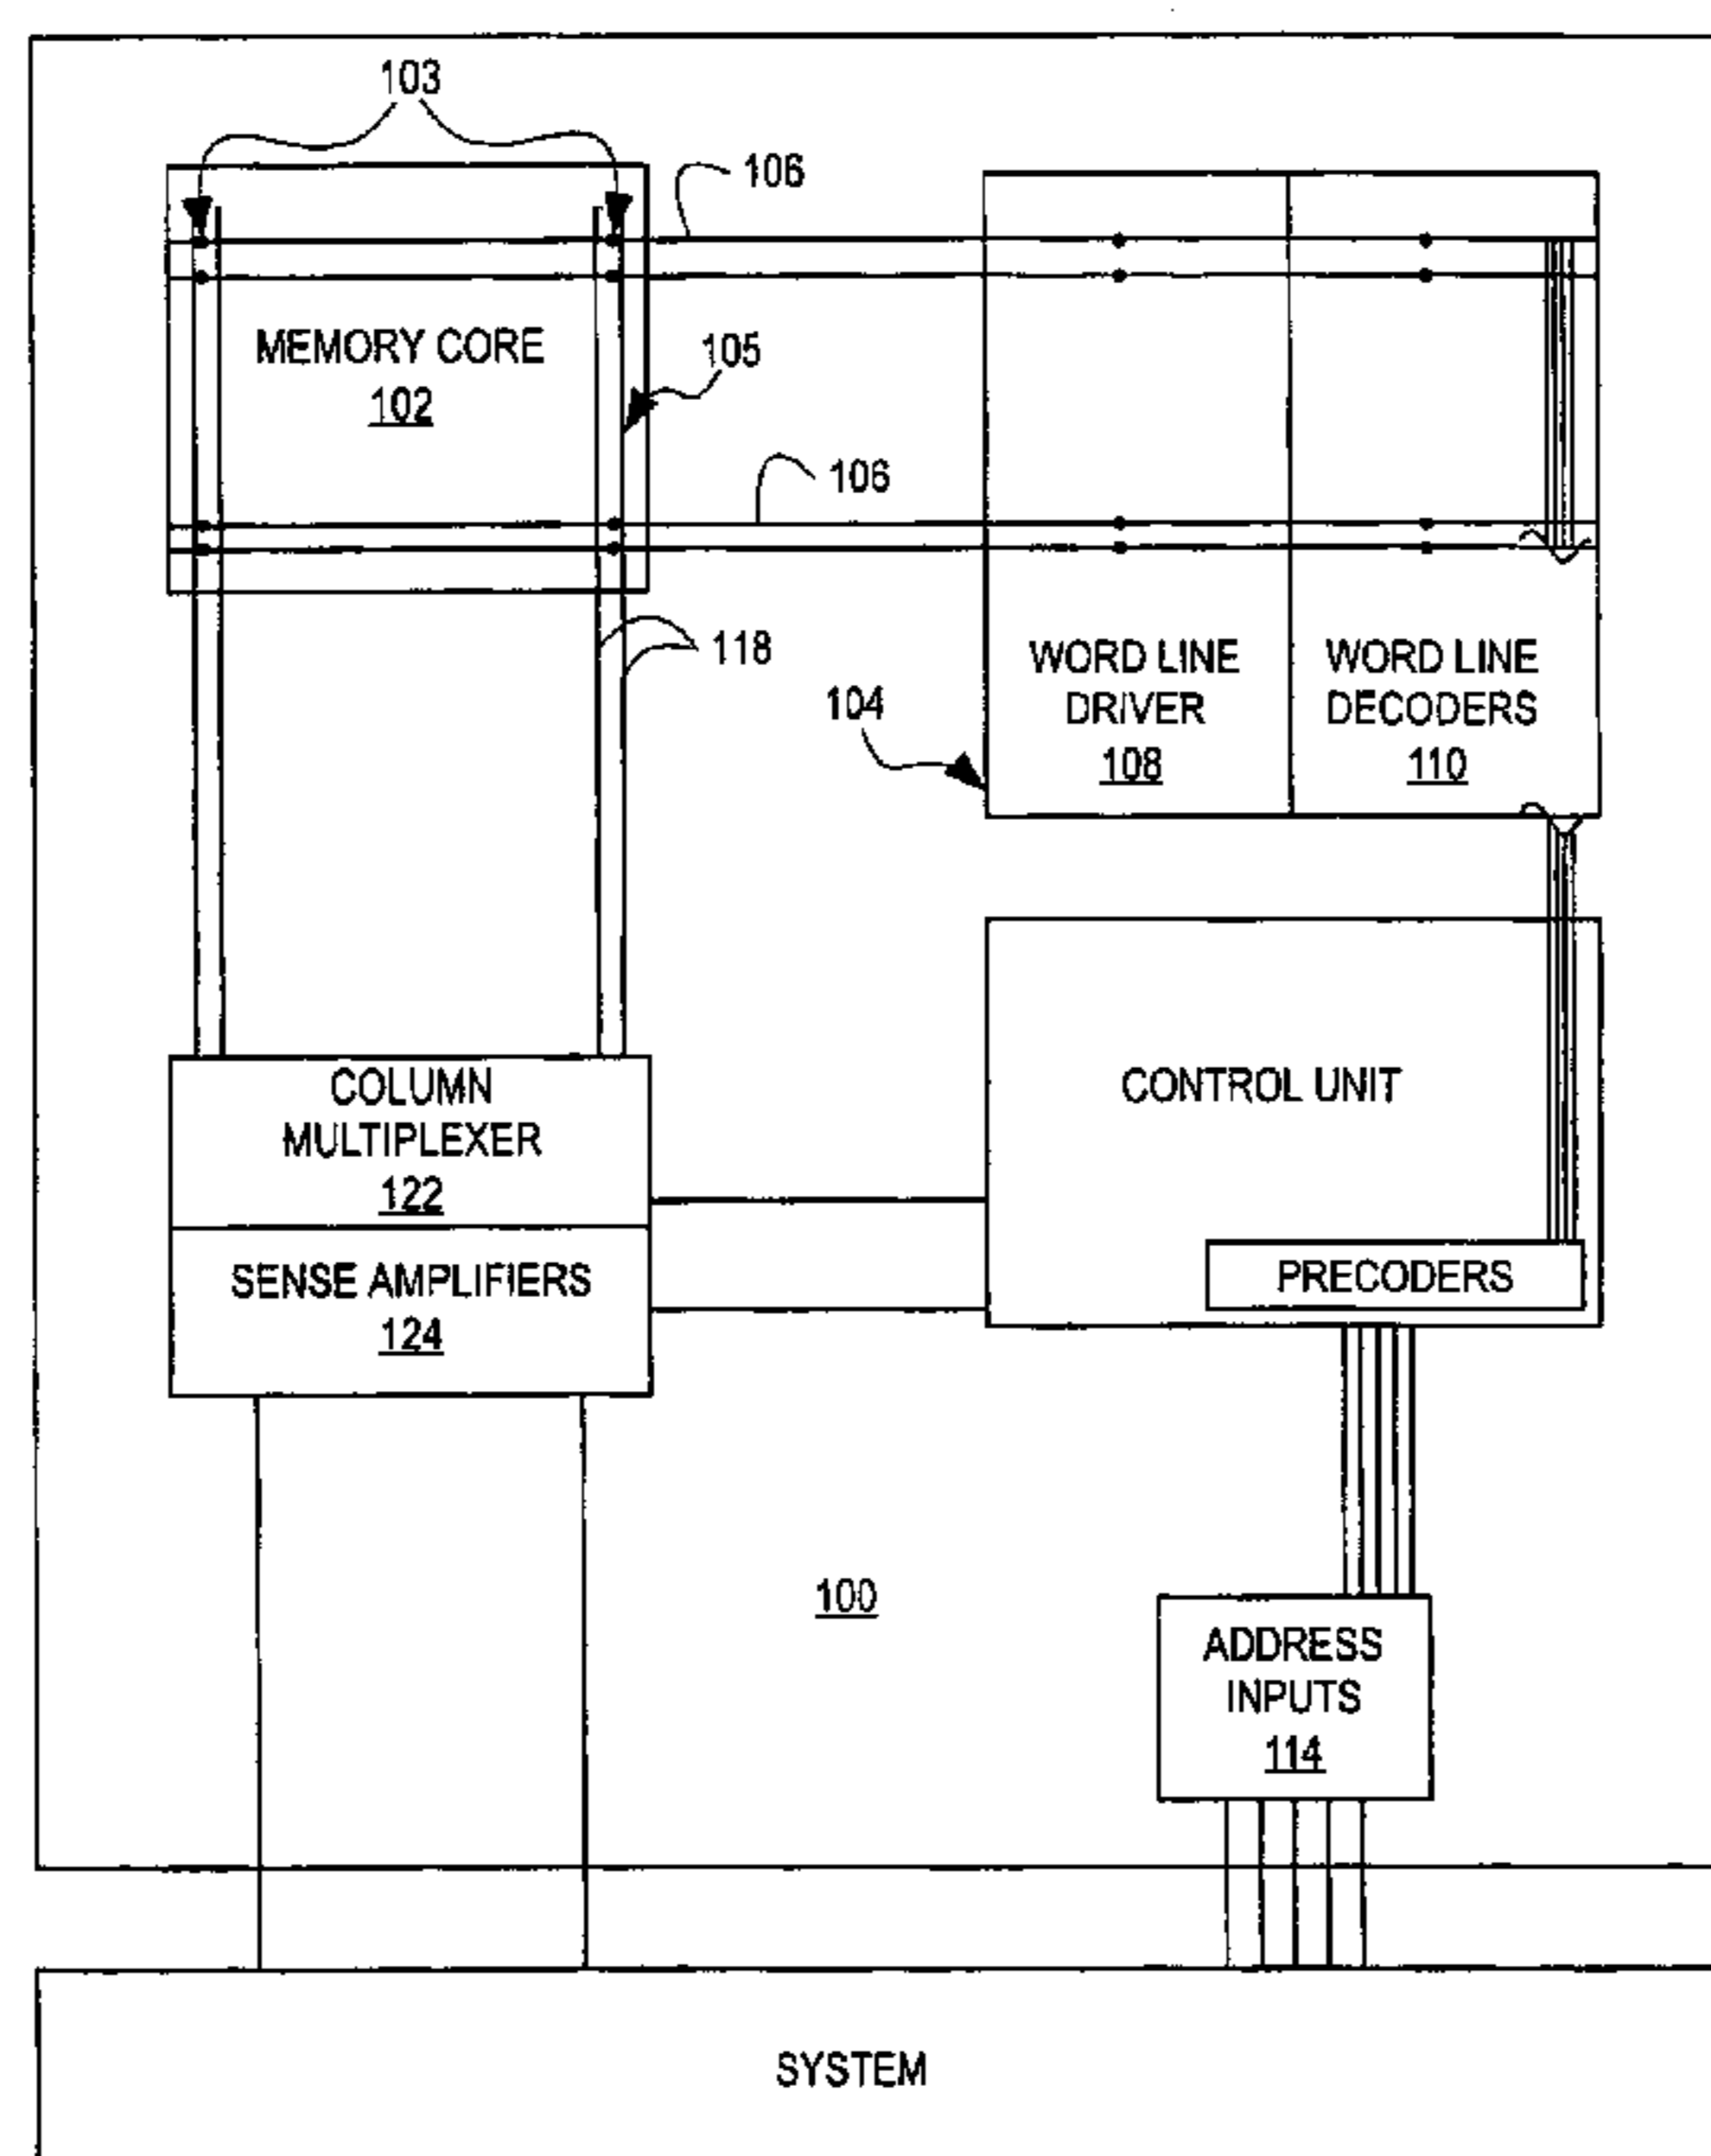 103
106
MEMORY CORE
102
105
106
118
104
WORD LINE
DRIVER
108
WORD LINE
DECODERS
110
COLUMN
MULTIPLEXER
122
CONTROL UNIT
SENSE AMPLIFIERS
124
PRECODERS
100
ADDRESS
INPUTS
114
SYSTEM